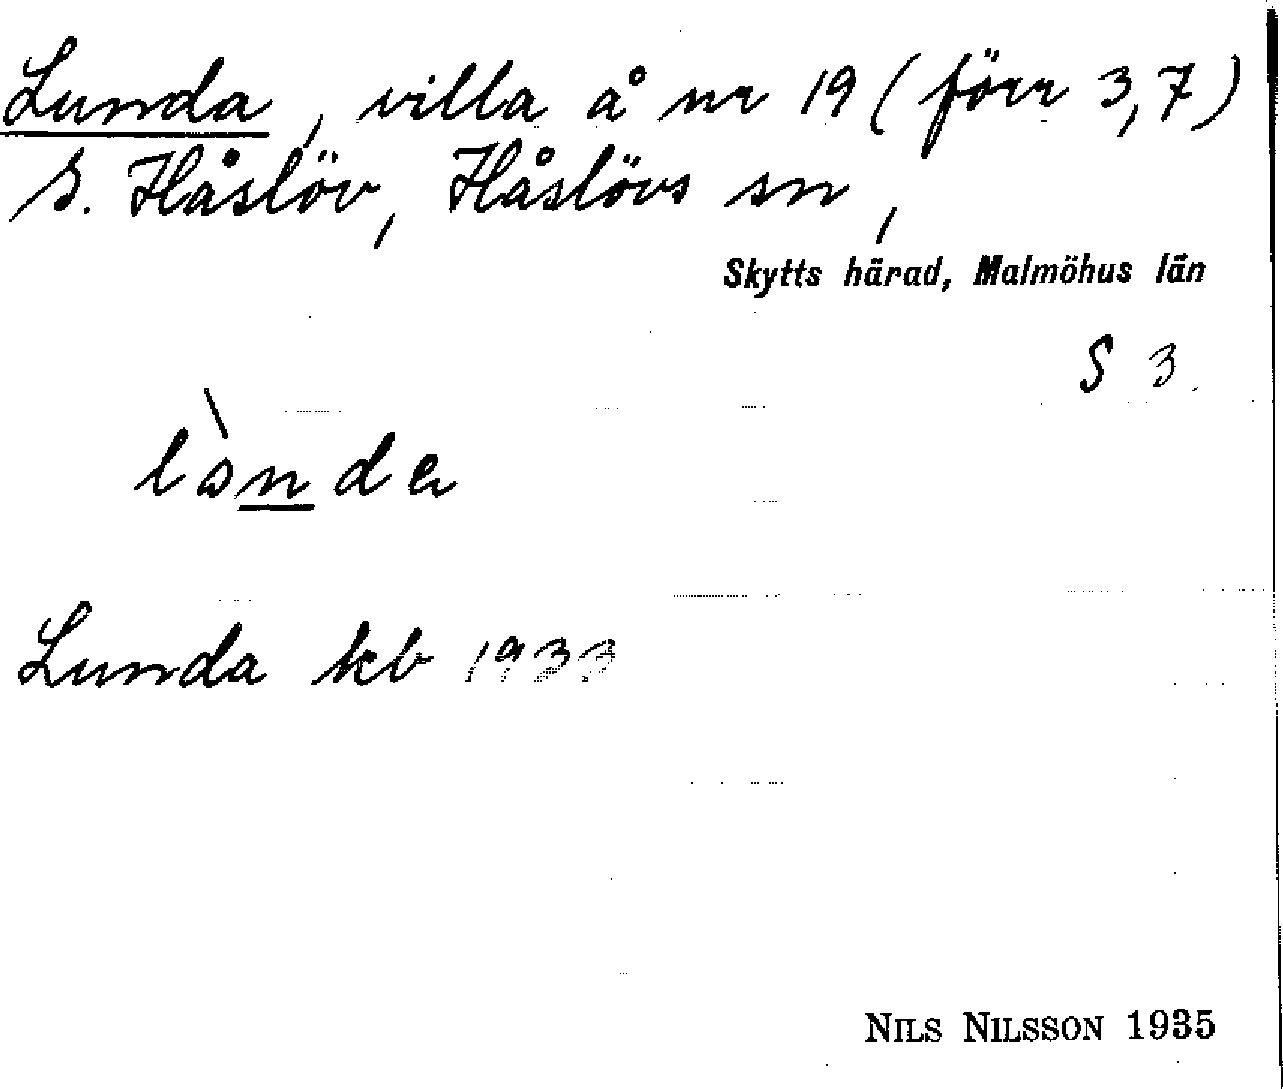 Lunda, villa å nr 19 (förr 3,7)
S. Håslöv, Håslövs sn,
Skytts härad, Malmöhus län
S 3.
Lunda kb 1933
NILS NILSSON 1935